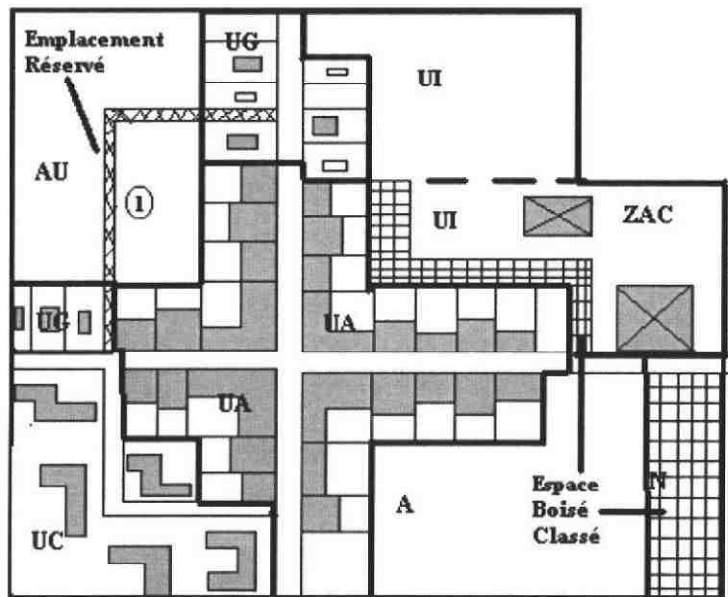 Emplacement
Réservé
UG
UI
AU
1
UI
ZAC
UG
UA
UA
Espace
Boisé
Classé
N
A
UC